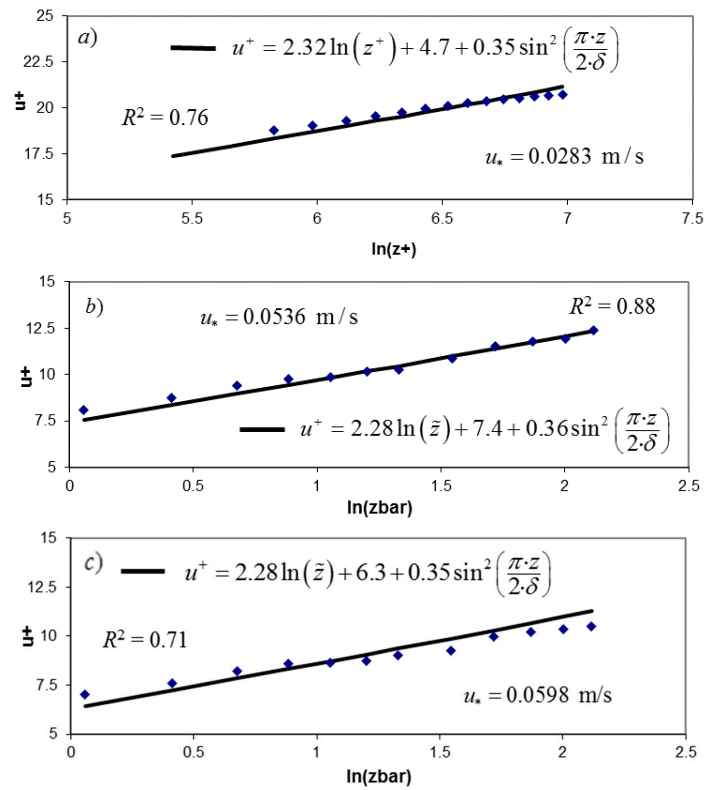 25
22.5
20
17.5
15
u+
a)
u⁺ = 2.32 ln(z⁺) + 4.7 + 0.35 sin² (π·z / 2·δ)
R² = 0.76
u* = 0.0283 m/s
5 5.5 6 6.5 7 7.5
ln(z+)
15
12.5
10
7.5
5
u+
b)
u* = 0.0536 m/s
R² = 0.88
u⁺ = 2.28 ln(z̃) + 7.4 + 0.36 sin² (π·z / 2·δ)
0 0.5 1 1.5 2 2.5
ln(zbar)
15
12.5
10
7.5
5
u+
c)
u⁺ = 2.28 ln(z̃) + 6.3 + 0.35 sin² (π·z / 2·δ)
R² = 0.71
u* = 0.0598 m/s
0 0.5 1 1.5 2 2.5
ln(zbar)